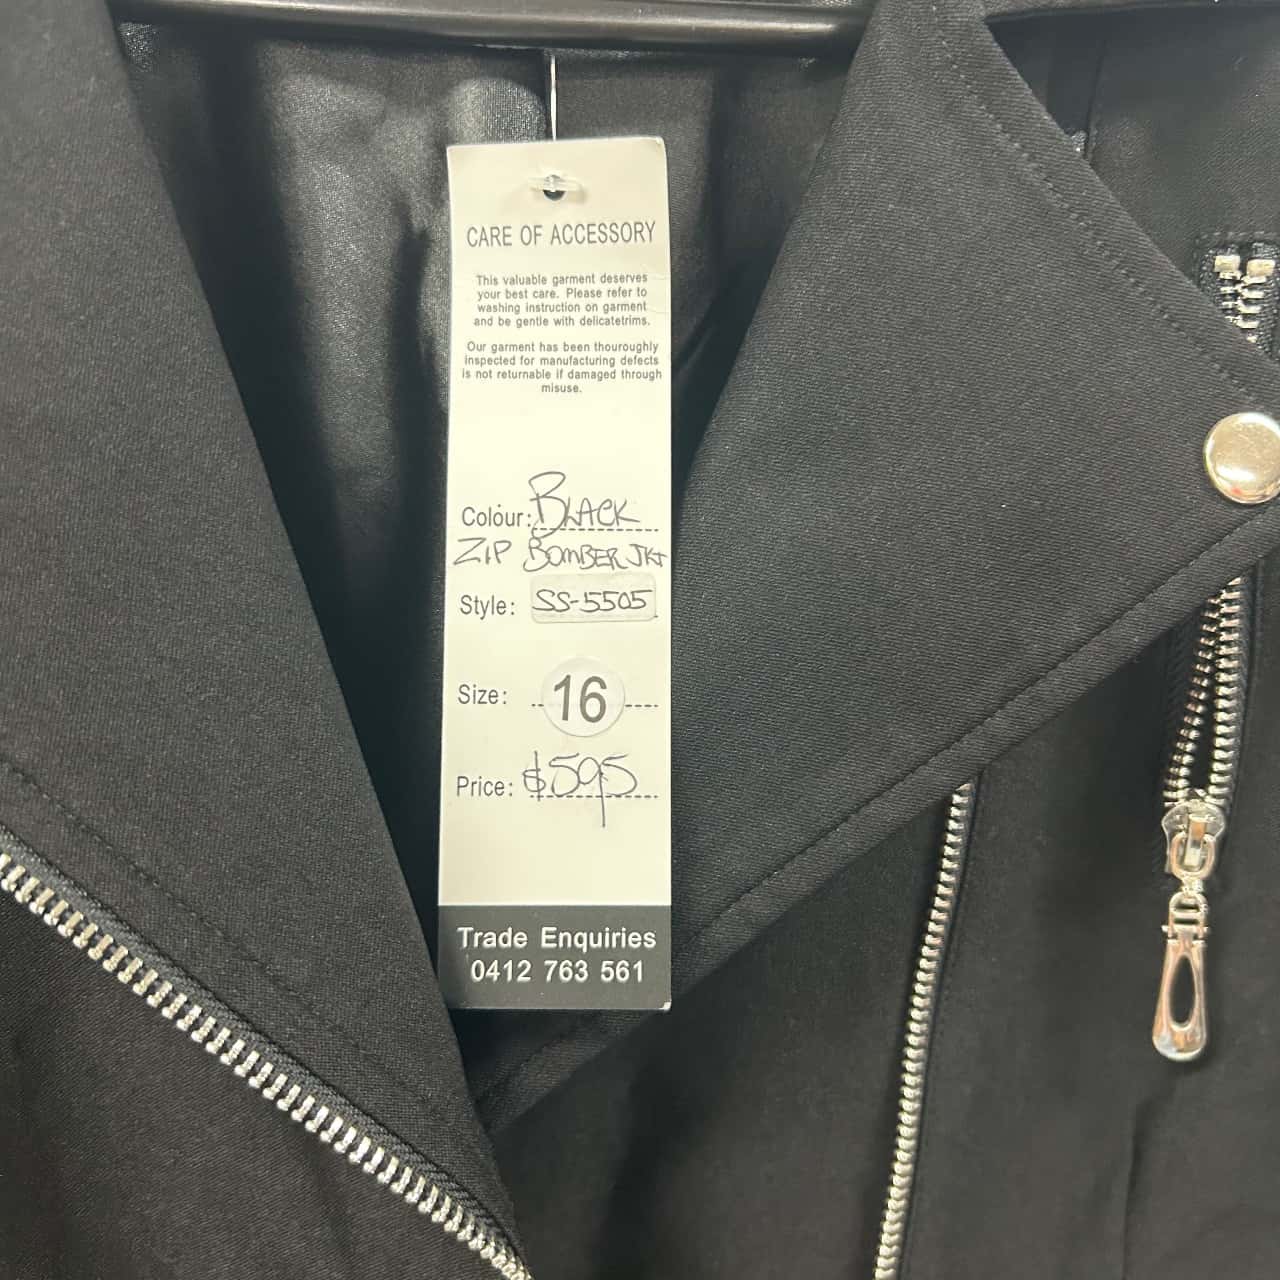 CARE OF ACCESSORY
This valuable garment deserves
your best care. Please refer to
washing instruction on garment
and be gentle with delicatetrims.
Our garment has been thouroughly
inspected for manufacturing defects
is not returnable if damaged through
misuse.
Colour: BLACK
ZIP BOMBER JKT
Style: SS-5505
Size: 16
Price: $595
Trade Enquiries
0412 763 561